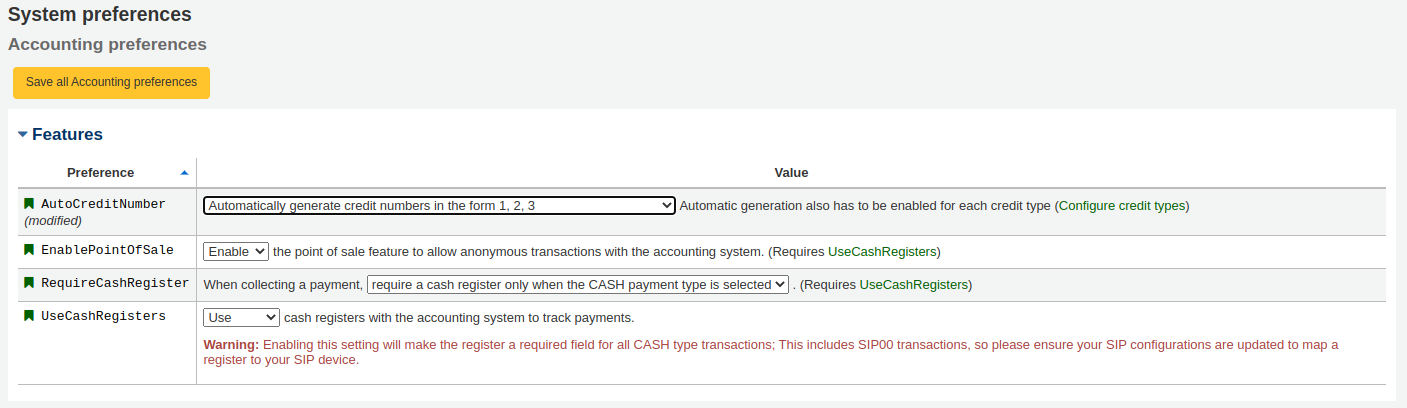 System preferences
Accounting preferences
Save all Accounting preferences
Features
Preference Value
AutoCreditNumber Automatically generate credit numbers in the form 1, 2, 3 Automatic generation also has to be enabled for each credit type (Configure credit types)
(modified)
EnablePointOfSale Enable the point of sale feature to allow anonymous transactions with the accounting system. (Requires UseCashRegisters)
RequireCashRegister When collecting a payment, require a cash register only when the CASH payment type is selected . (Requires UseCashRegisters)
UseCashRegisters Use cash registers with the accounting system to track payments.
Warning: Enabling this setting will make the register a required field for all CASH type transactions; This includes SIP00 transactions, so please ensure your SIP configurations are updated to map a
register to your SIP device.